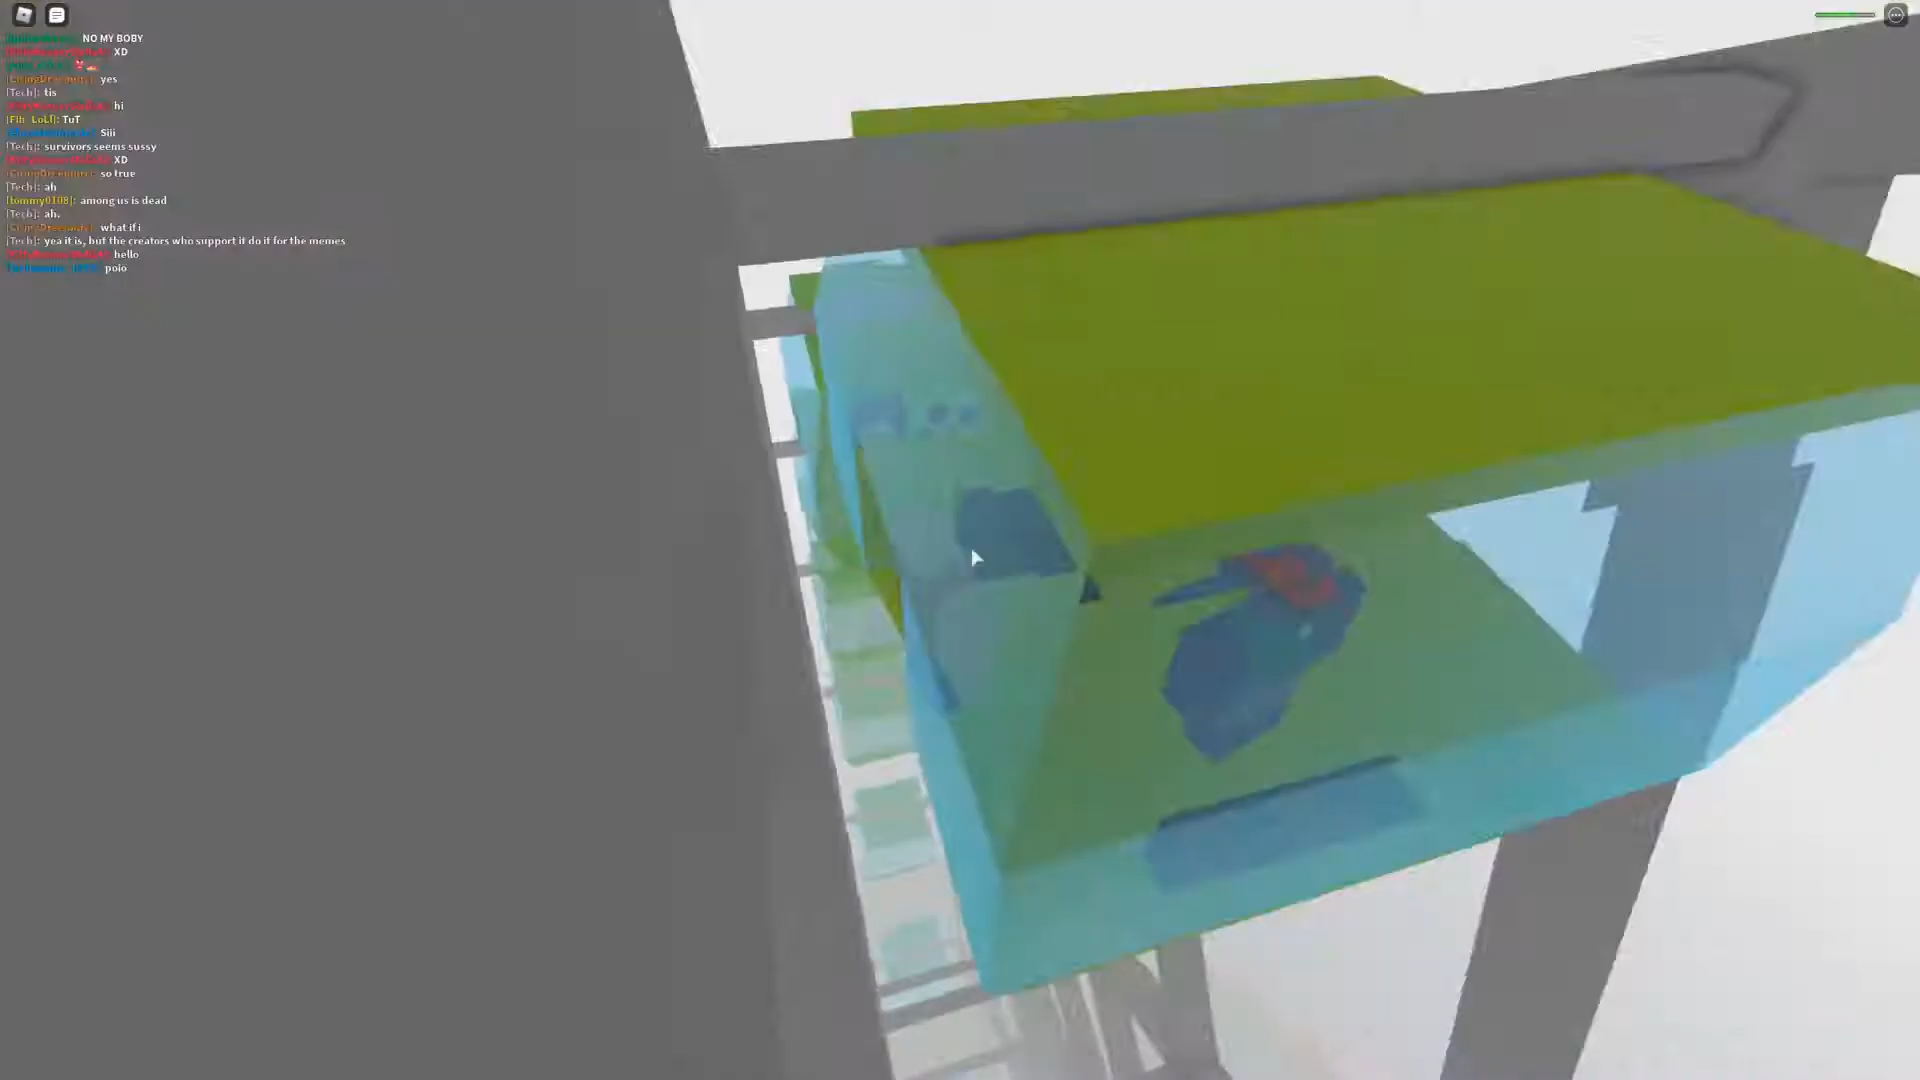 NO MY BOBY
XD
yes
[Tech]: tis
hi
TuT
Siii
[Tech]: survivors seems sussy
XD
so true
[Tech]: ah
[tommy0108]: among us is dead
[Tech]: ah.
what if i
[Tech]: yea it is, but the creators who support it do it for the memes
hello
poio